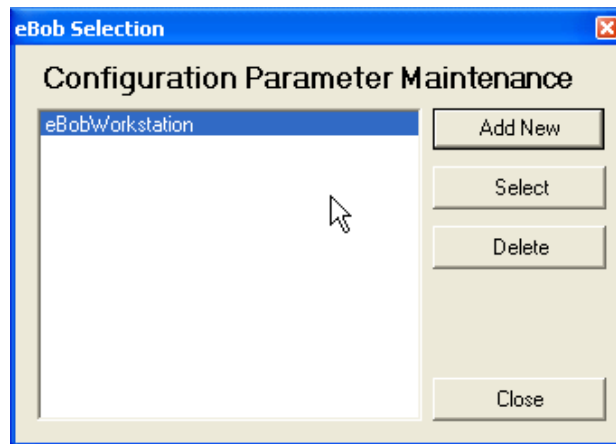 eBob Selection
Configuration Parameter Maintenance
eBobWorkstation
Add New
Select
Delete
Close